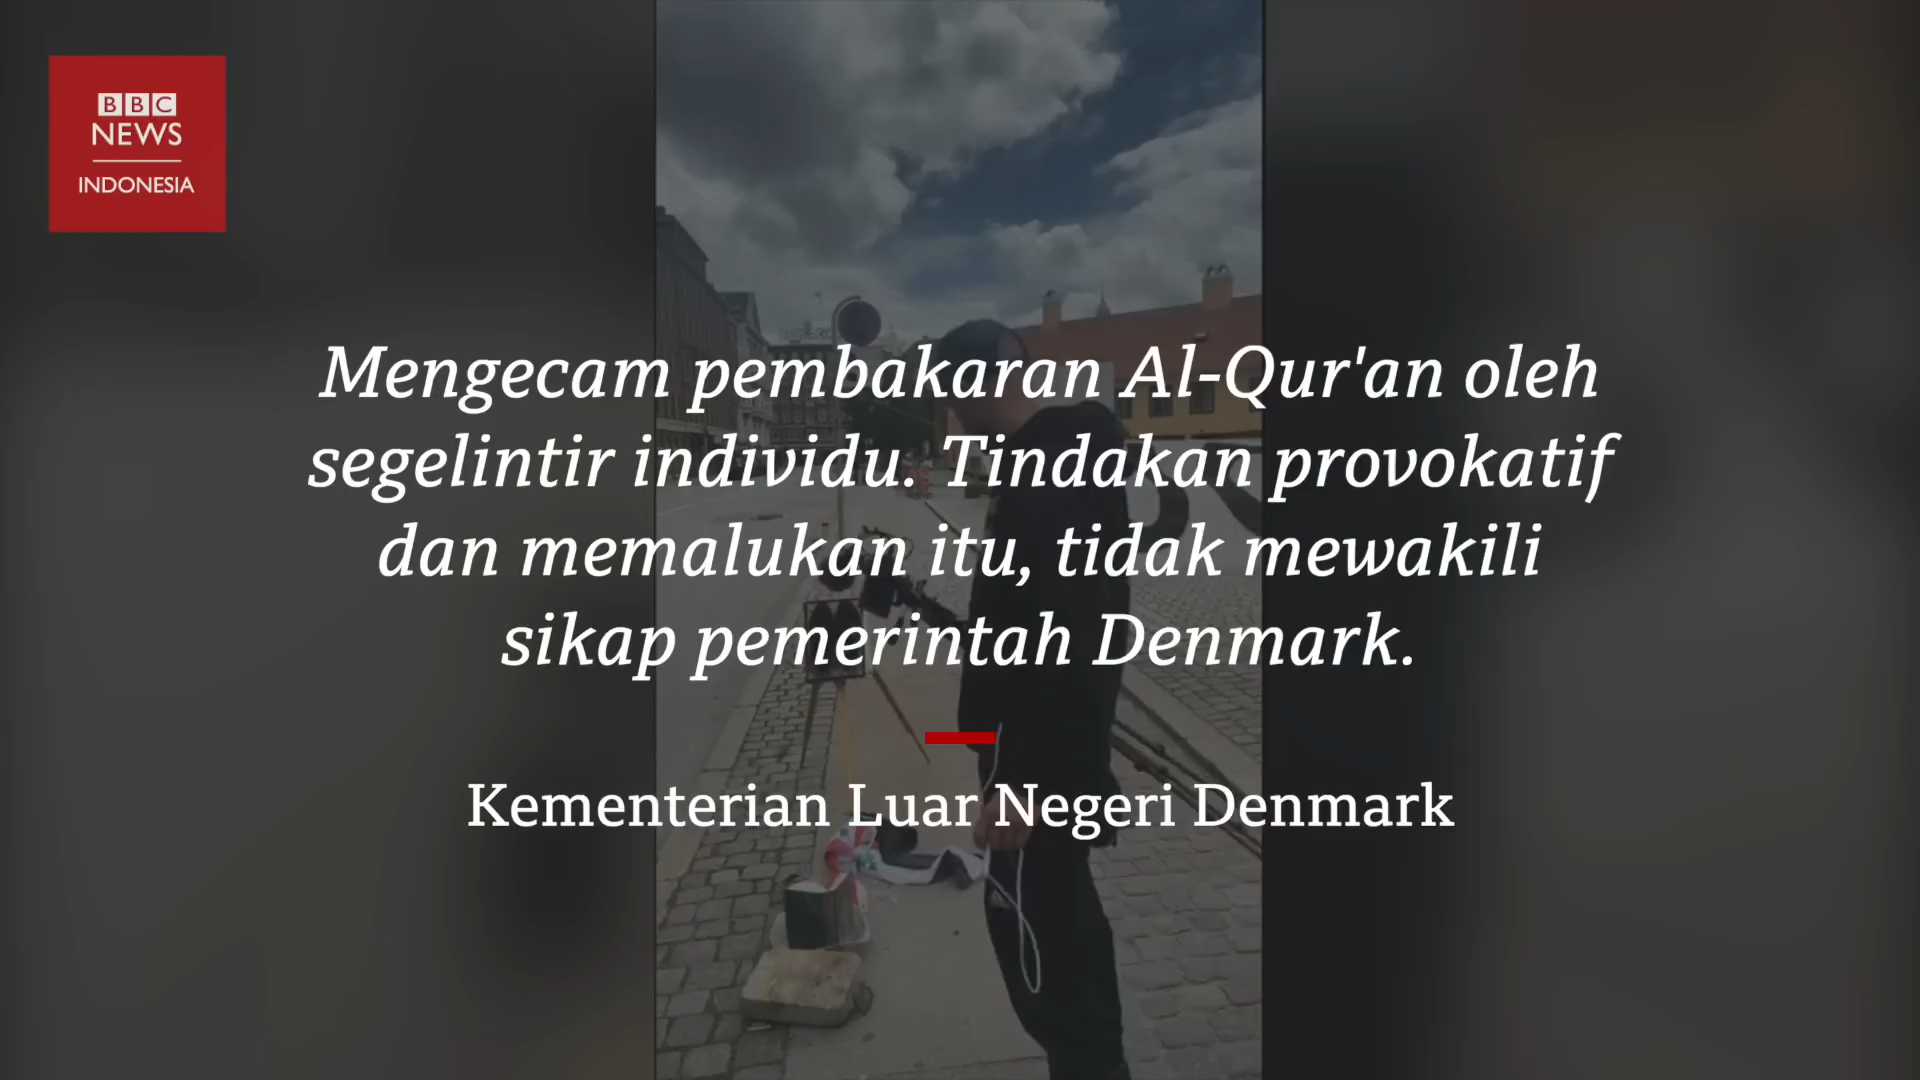 BBC
NEWS
INDONESIA
Mengecam pembakaran Al-Qur'an oleh
segelintir individu. Tindakan provokatif
dan memalukan itu, tidak mewakili
sikap pemerintah Denmark.
Kementerian Luar Negeri Denmark